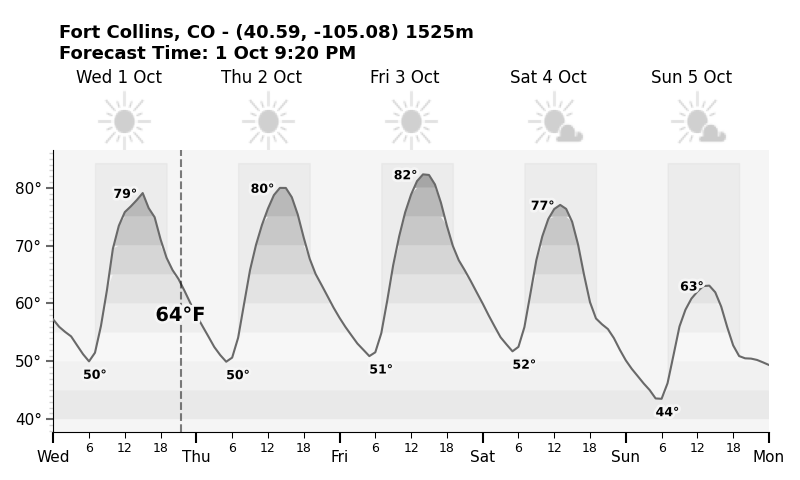 Fort Collins, CO - (40.59, -105.08) 1525m
Forecast Time: 1 Oct 9:20 PM
Wed 1 Oct Thu 2 Oct Fri 3 Oct Sat 4 Oct Sun 5 Oct
80°
70°
60°
50°
40°
79° 80° 82° 77° 63°
64°F
50° 50° 51° 52° 44°
6 12 18 6 12 18 6 12 18 6 12 18 6 12 18
Wed Thu Fri Sat Sun Mon